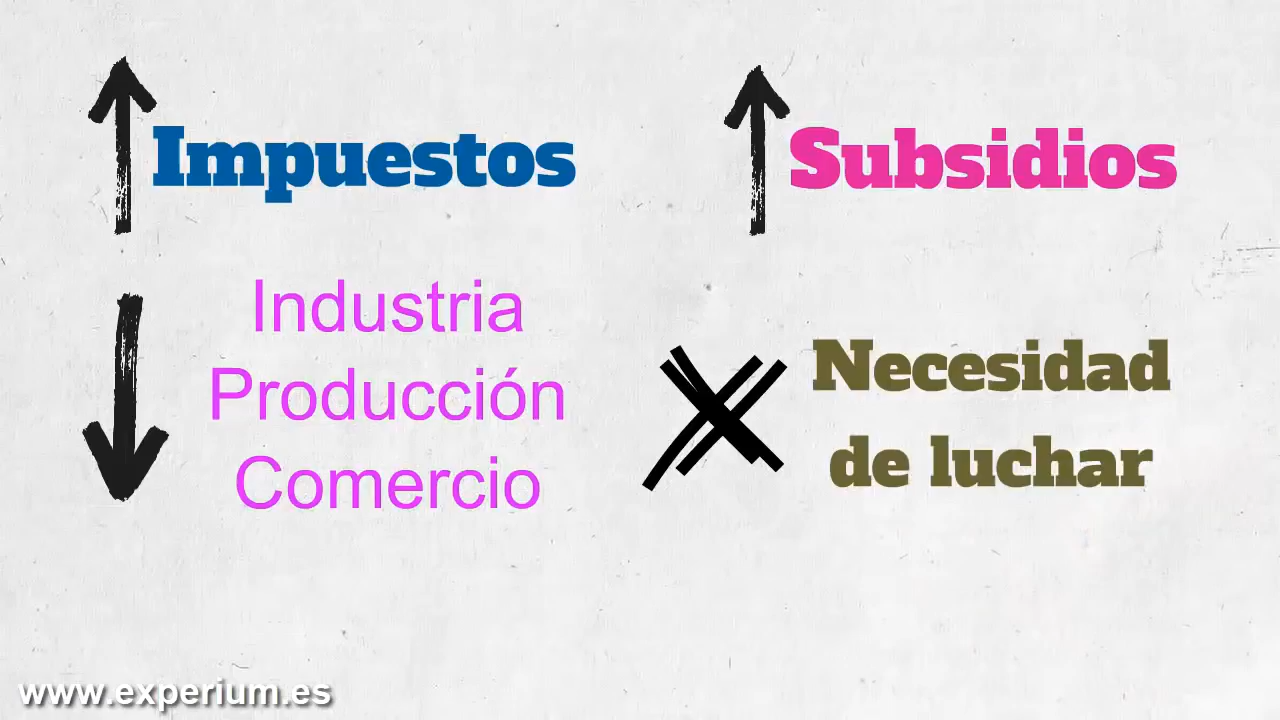 Impuestos
Industria
Producción
Comercio
Subsidios
Necesidad
de luchar
www.experium.es